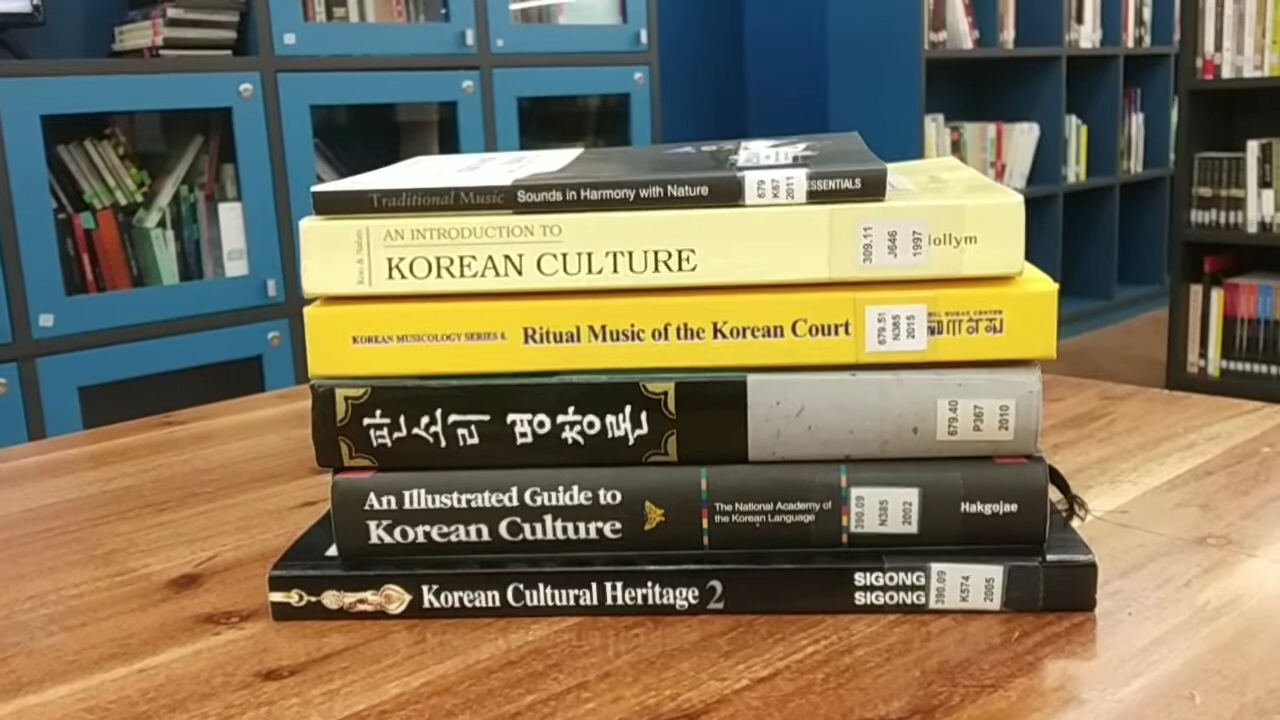 Traditional Music Sounds in Harmony with Nature
679
K67
2011
ESSENTIALS
Koo & Nahm
AN INTRODUCTION TO
KOREAN CULTURE
309.11
J646
1997
Hollym
KOREAN MUSICOLOGY SERIES 6. Ritual Music of the Korean Court
679.51
N385
2015
판소리 명창론
679.40
P367
2010
An Illustrated Guide to
Korean Culture
The National Academy of
the Korean Language
390.09
N385
2002
Hakgojae
Korean Cultural Heritage 2
SIGONG
SIGONG
390.09
K574
2005